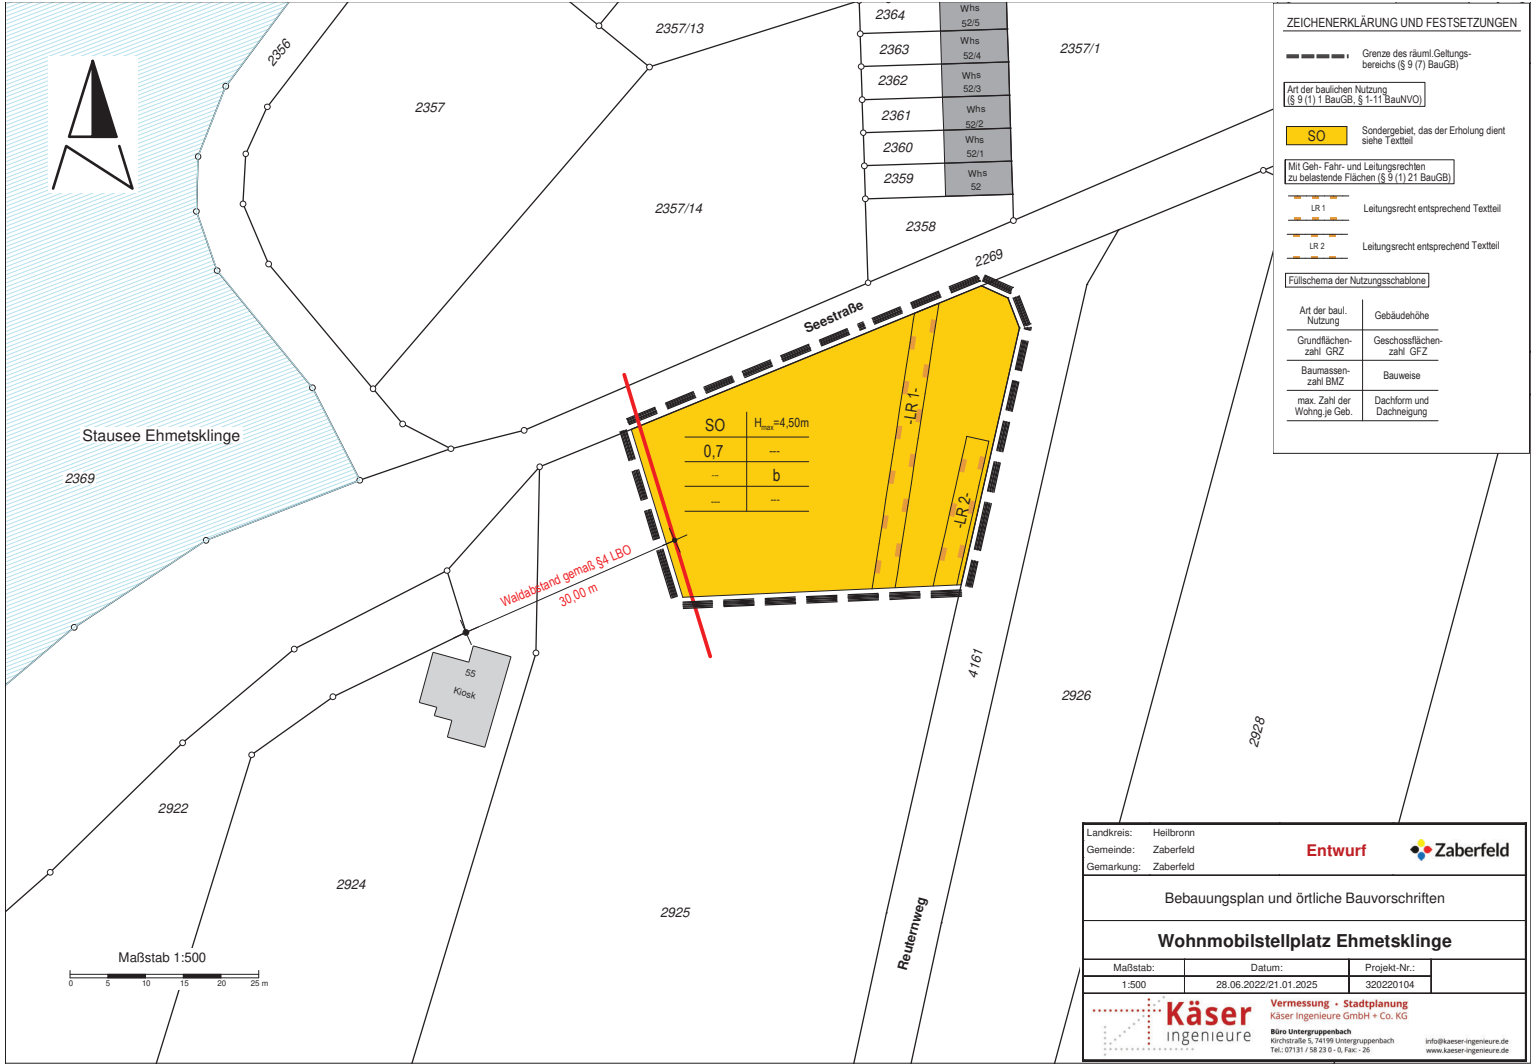 2356
2357/13
2357
2357/14
2364
Whs
52/5
2363
Whs
52/4
2362
Whs
52/3
2361
Whs
52/2
2360
Whs
52/1
2359
Whs
52
2357/1
2358
2269
Seestraße
Stausee Ehmetsklinge
2369
SO
Hmax=4,50m
0,7
---
--
b
---
---
-LR 1-
-LR 2-
Waldabstand gemäß §4 LBO
30,00 m
55
Kiosk
4161
2926
2928
2922
2924
2925
Reuternweg
Maßstab 1:500
0 5 10 15 20 25 m
ZEICHENERKLÄRUNG UND FESTSETZUNGEN
Grenze des räuml.Geltungs-
bereichs (§ 9 (7) BauGB)
Art der baulichen Nutzung
(§ 9 (1) 1 BauGB, § 1-11 BauNVO)
SO
Sondergebiet, das der Erholung dient
siehe Textteil
Mit Geh- Fahr- und Leitungsrechten
zu belastende Flächen (§ 9 (1) 21 BauGB)
LR 1
Leitungsrecht entsprechend Textteil
LR 2
Leitungsrecht entsprechend Textteil
Füllschema der Nutzungsschablone
Art der baul.
Nutzung
Gebäudehöhe
Grundflächen-
zahl GRZ
Geschossflächen-
zahl GFZ
Baumassen-
zahl BMZ
Bauweise
max. Zahl der
Wohng.je Geb.
Dachform und
Dachneigung
Landkreis: Heilbronn
Gemeinde: Zaberfeld
Gemarkung: Zaberfeld
Entwurf
Zaberfeld
Bebauungsplan und örtliche Bauvorschriften
Wohnmobilstellplatz Ehmetsklinge
Maßstab: Datum: Projekt-Nr.:
1:500 28.06.2022/21.01.2025 320220104
Käser
ingenieure
Vermessung · Stadtplanung
Käser Ingenieure GmbH + Co. KG
Büro Untergruppenbach
Kirchstraße 5, 74199 Untergruppenbach
Tel.: 07131 / 58 23 0 - 0, Fax: - 26
info@kaeser-ingenieure.de
www.kaeser-ingenieure.de